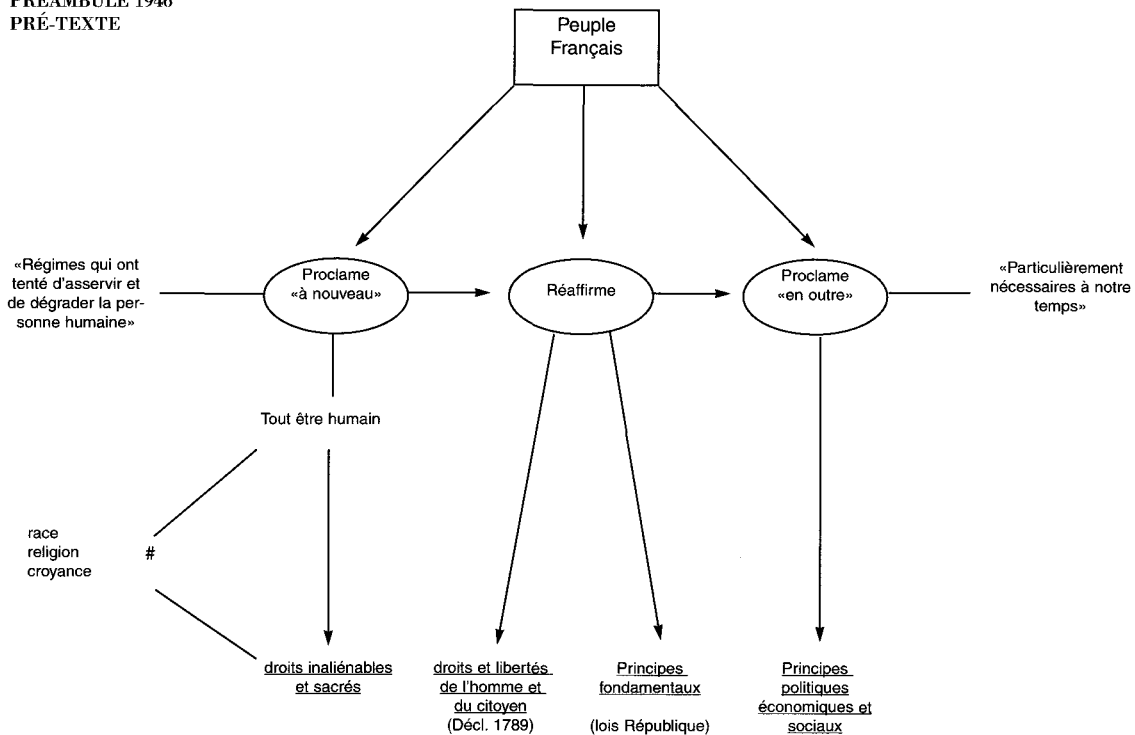 PRÉAMBULE 1946
PRÉ-TEXTE
Peuple
Français
«Régimes qui ont
tenté d'asservir et
de dégrader la per-
sonne humaine»
Proclame
«à nouveau»
Réaffirme
Proclame
«en outre»
«Particulièrement
nécessaires à notre
temps»
Tout être humain
race
religion
croyance
#
droits inaliénables
et sacrés
droits et libertés
de l'homme et
du citoyen
(Décl. 1789)
Principes
fondamentaux
(lois République)
Principes
politiques
économiques et
sociaux